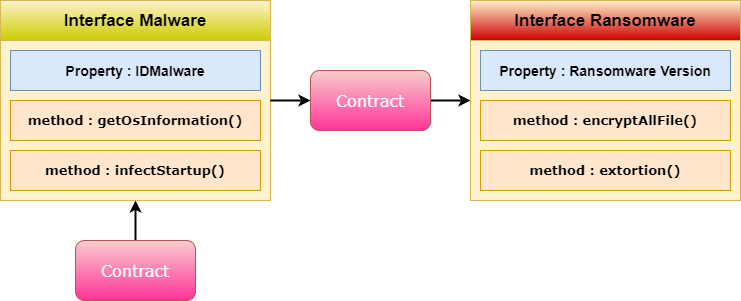 Interface Malware
Property : IDMalware
method : getOsInformation()
method : infectStartup()
Contract
Interface Ransomware
Property : Ransomware Version
method : encryptAllFile()
method : extortion()
Contract